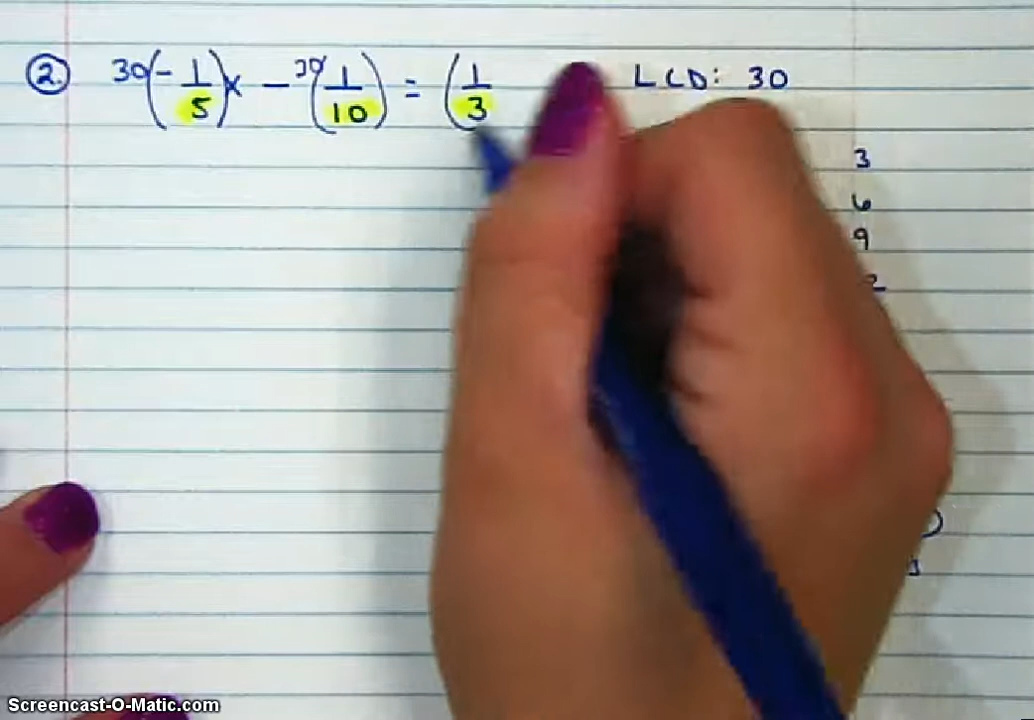 2. 30(-1/5)x - 30(1/10) = (1/3 LCD: 30
3
6
9
Screencast-O-Matic.com